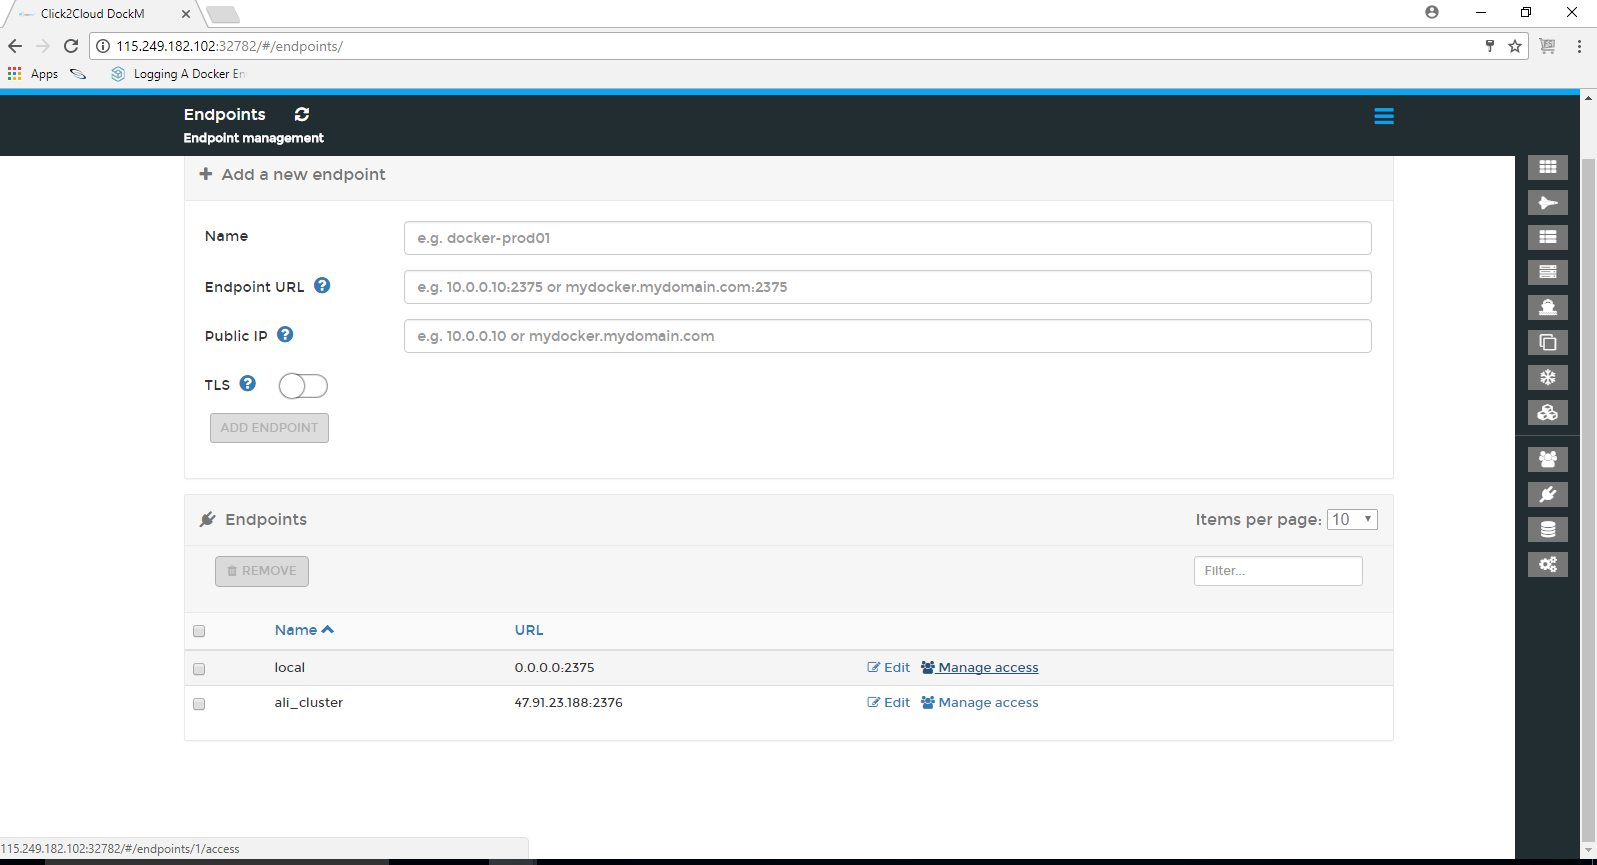 Click2Cloud DockM
115.249.182.102:32782/#/endpoints/
Apps Logging A Docker En
Endpoints
Endpoint management
Add a new endpoint
Name e.g. docker-prod01
Endpoint URL ? e.g. 10.0.0.10:2375 or mydocker.mydomain.com:2375
Public IP ? e.g. 10.0.0.10 or mydocker.mydomain.com
TLS ?
ADD ENDPOINT
Endpoints Items per page: 10
REMOVE Filter...
Name URL
local 0.0.0.0:2375 Edit Manage access
ali_cluster 47.91.23.188:2376 Edit Manage access
115.249.182.102:32782/#/endpoints/1/access